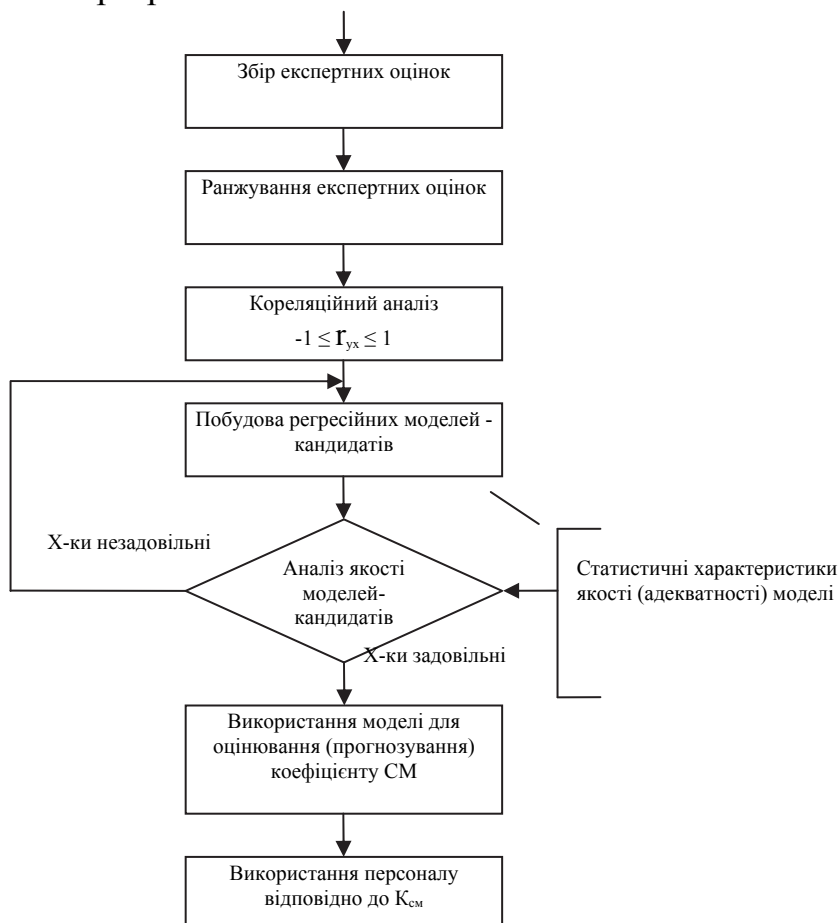 Збір експертних оцінок
Ранжування експертних оцінок
Кореляційний аналіз
-1 ≤ rух ≤ 1
Побудова регресійних моделей -
кандидатів
Х-ки незадовільні
Аналіз якості
моделей-
кандидатів
Статистичні характеристики
якості (адекватності) моделі
Х-ки задовільні
Використання моделі для
оцінювання (прогнозування)
коефіцієнту СМ
Використання персоналу
відповідно до Ксм